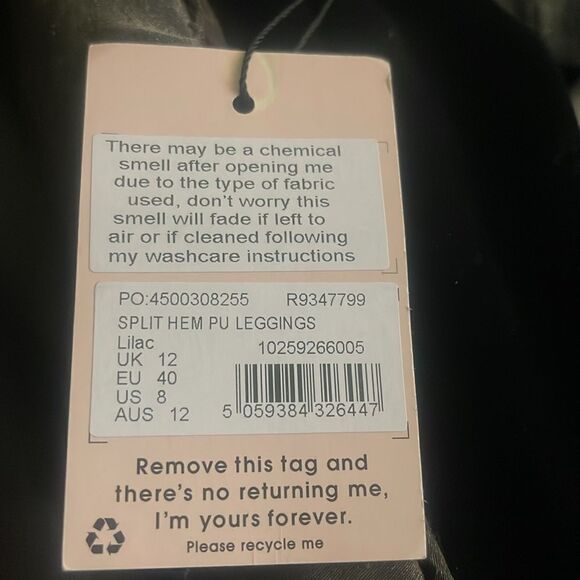 There may be a chemical
smell after opening me
due to the type of fabric
used, don't worry this
smell will fade if left to
air or if cleaned following
my washcare instructions
PO:4500308255 R9347799
SPLIT HEM PU LEGGINGS
Lilac 10259266005
UK 12
EU 40
US 8
AUS 12
5 059384 326447
Remove this tag and
there's no returning me,
I'm yours forever.
Please recycle me